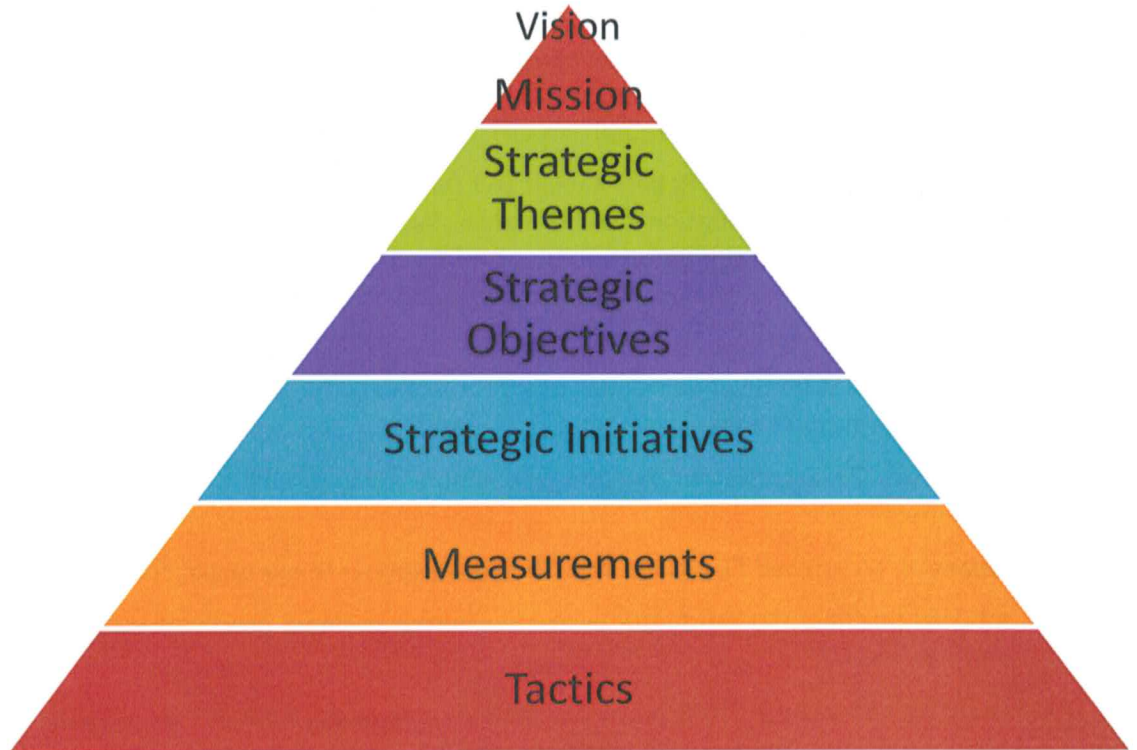 Vision
Mission
Strategic
Themes
Strategic
Objectives
Strategic Initiatives
Measurements
Tactics